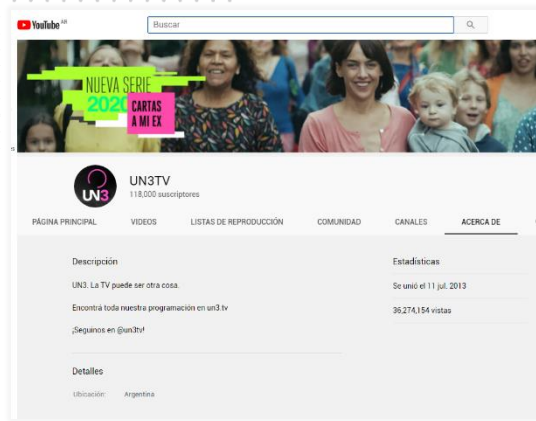 YouTube AR
Buscar
NUEVA SERIE
2020
CARTAS
A MI EX
UN3
UN3TV
118,000 suscriptores
PÁGINA PRINCIPAL VIDEOS LISTAS DE REPRODUCCIÓN COMUNIDAD CANALES ACERCA DE
Descripción
Estadísticas
UN3. La TV puede ser otra cosa.
Se unió el 11 jul. 2013
Encontrá toda nuestra programación en un3.tv
36,274,154 vistas
¡Seguinos en @un3tv!
Detalles
Ubicación: Argentina